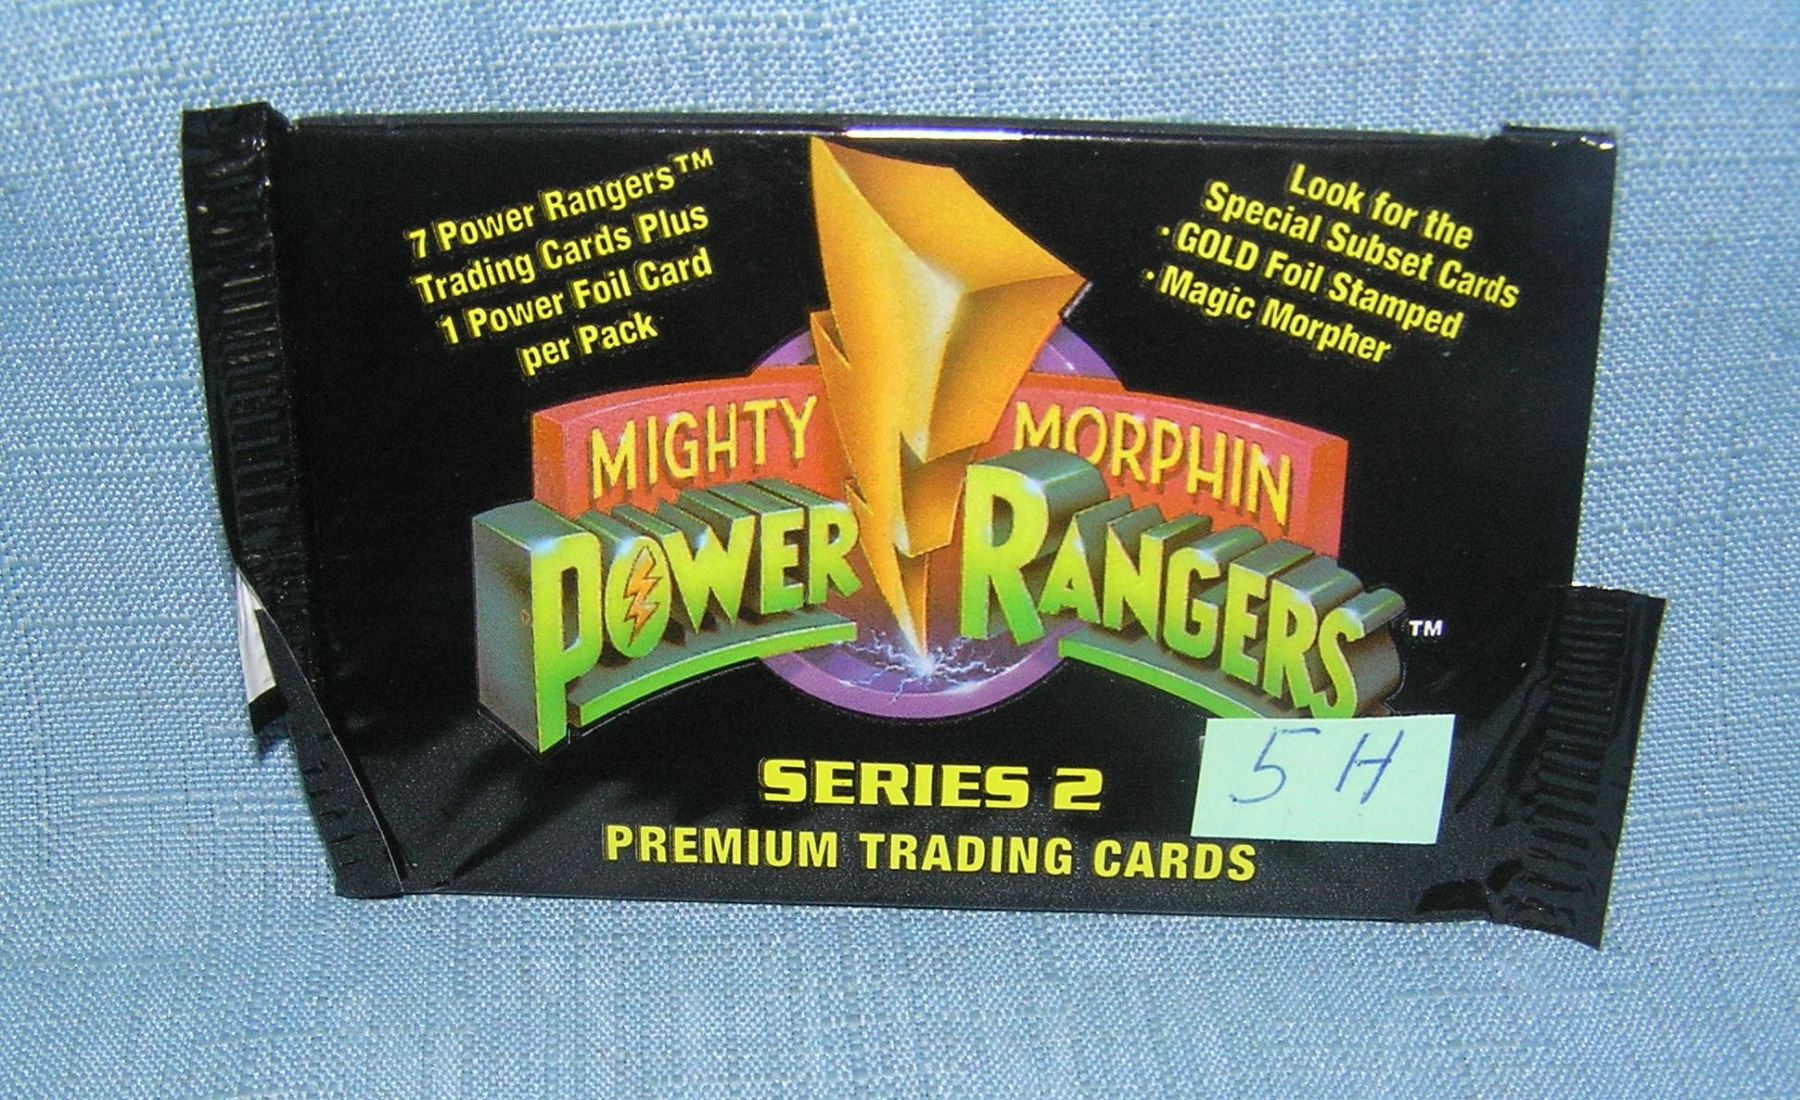 7 Power Rangers™
Trading Cards Plus
1 Power Foil Card
per Pack
Look for the
Special Subset Cards
· GOLD Foil Stamped
· Magic Morpher
MIGHTY MORPHIN
POWER RANGERS™
SERIES 2
PREMIUM TRADING CARDS
5H